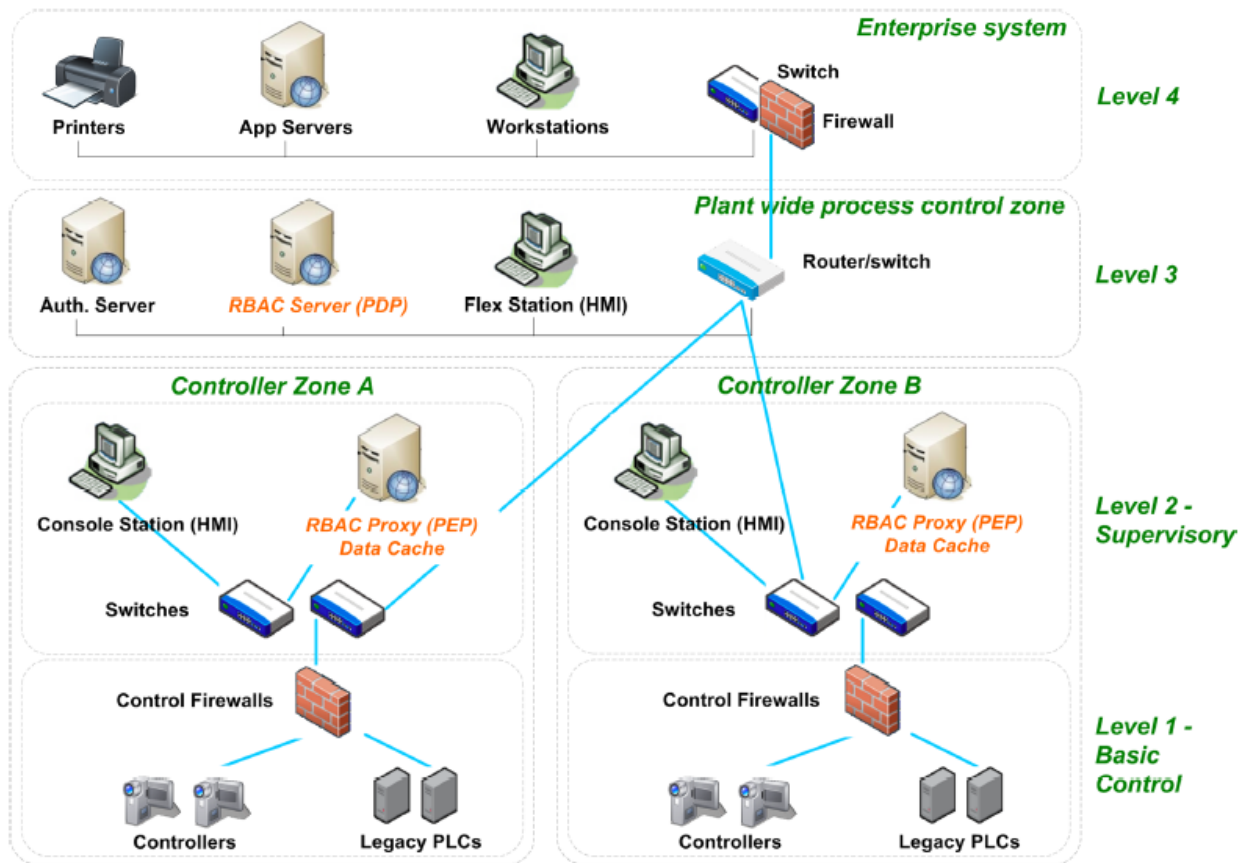 Enterprise system
Switch
Level 4
Printers
App Servers
Workstations
Firewall
Plant wide process control zone
Router/switch
Level 3
Auth. Server
RBAC Server (PDP)
Flex Station (HMI)
Controller Zone A
Console Station (HMI)
RBAC Proxy (PEP)
Data Cache
Switches
Control Firewalls
Controllers
Legacy PLCs
Controller Zone B
Console Station (HMI)
RBAC Proxy (PEP)
Data Cache
Switches
Control Firewalls
Controllers
Legacy PLCs
Level 2 -
Supervisory
Level 1 -
Basic
Control